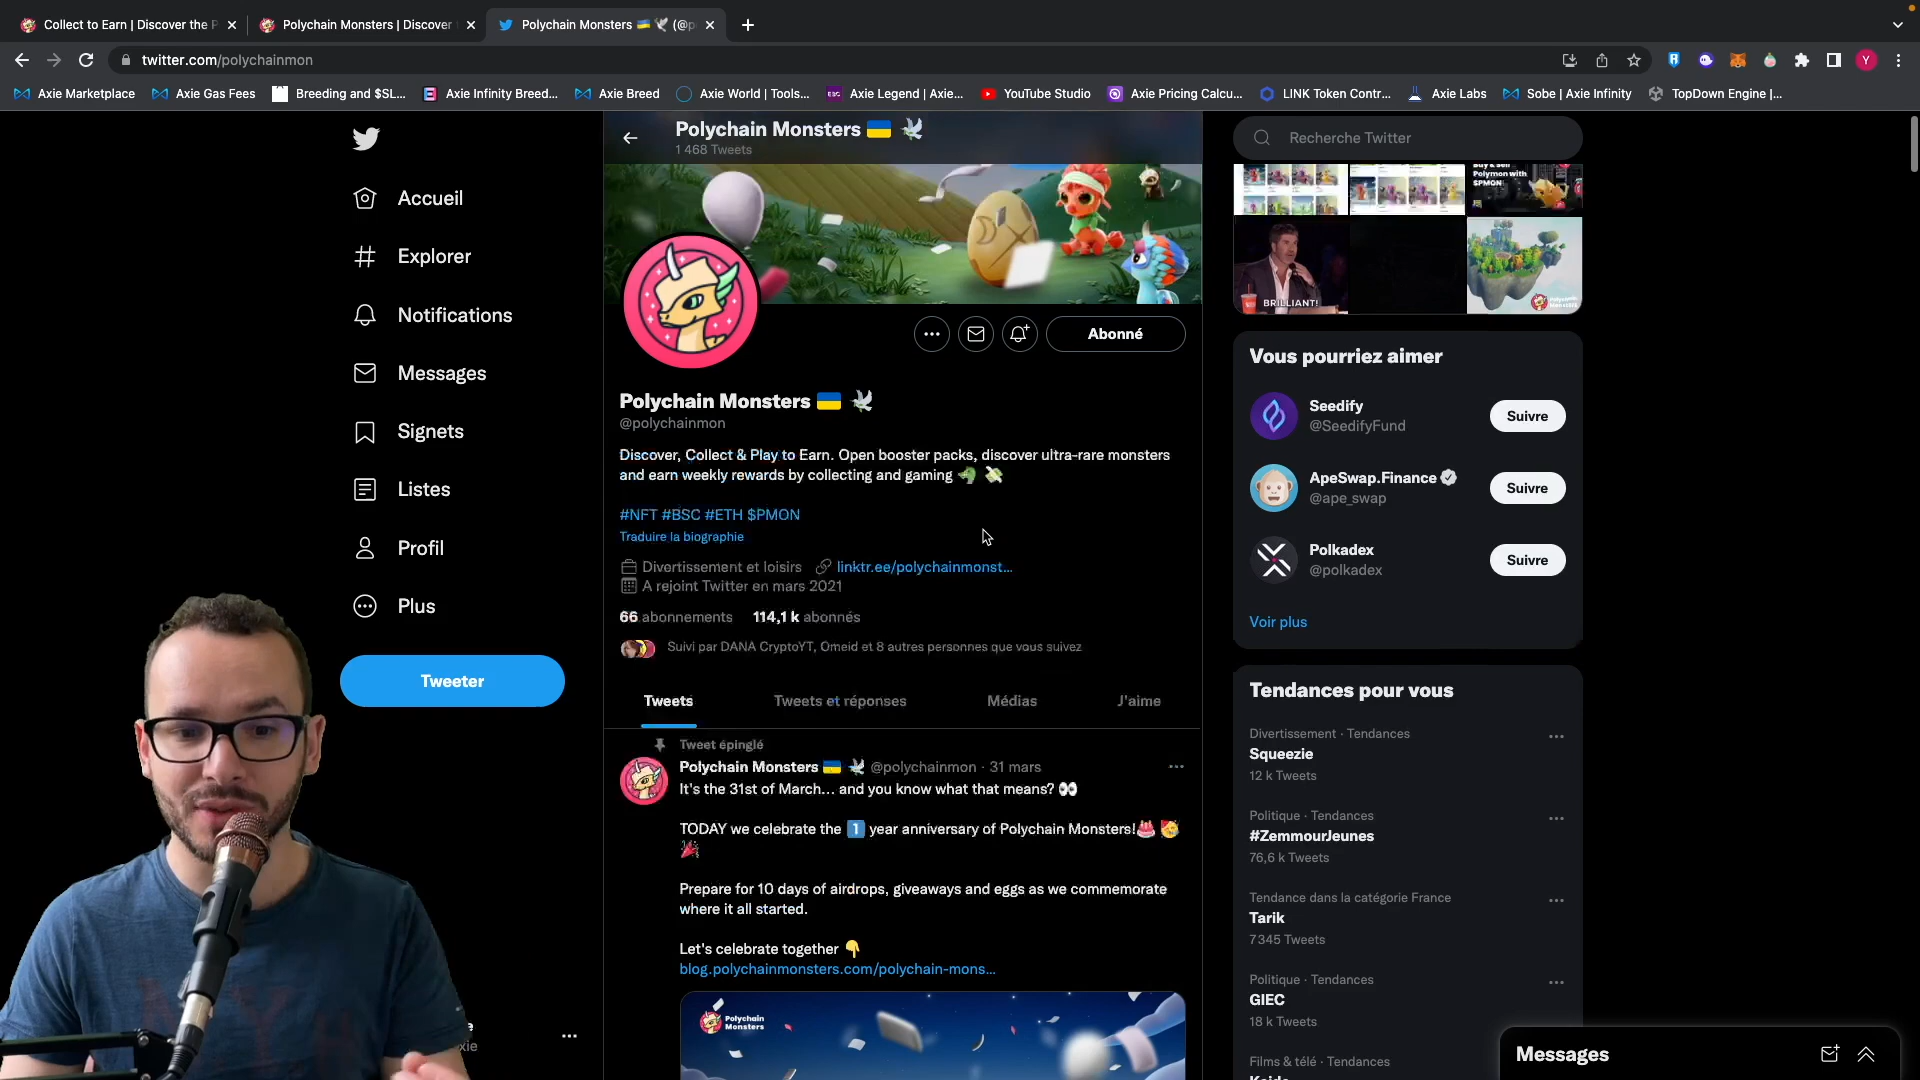 Collect to Earn | Discover the P
Polychain Monsters | Discover
Polychain Monsters 🇺🇦 🕊 (@p
twitter.com/polychainmon
Axie Marketplace
Axie Gas Fees
Breeding and $SL...
Axie Infinity Breed...
Axie Breed
Axie World | Tools...
Axie Legend | Axie...
YouTube Studio
Axie Pricing Calcu...
LINK Token Contr...
Axie Labs
Sobe | Axie Infinity
TopDown Engine |...
Y
Accueil
Explorer
Notifications
Messages
Signets
Listes
Profil
Plus
Tweeter
Polychain Monsters 🇺🇦 🕊
1 468 Tweets
Abonné
Polychain Monsters 🇺🇦 🕊
@polychainmon
Discover, Collect & Play to Earn. Open booster packs, discover ultra-rare monsters
and earn weekly rewards by collecting and gaming 🐲 💸
#NFT #BSC #ETH $PMON
Traduire la biographie
Divertissement et loisirs linktr.ee/polychainmonst...
A rejoint Twitter en mars 2021
66 abonnements 114,1 k abonnés
Suivi par DANA CryptoYT, Omeid et 8 autres personnes que vous suivez
Tweets
Tweets et réponses
Médias
J'aime
Tweet épinglé
Polychain Monsters 🇺🇦 🕊 @polychainmon · 31 mars
It's the 31st of March... and you know what that means? 👀
TODAY we celebrate the 1️⃣ year anniversary of Polychain Monsters!🎂 🥳
🎉
Prepare for 10 days of airdrops, giveaways and eggs as we commemorate
where it all started.
Let's celebrate together 👇
blog.polychainmonsters.com/polychain-mons...
Polychain
Monsters
Recherche Twitter
Buy & Sell
Polymon with
$PMON
BRILLIANT!
Polychain
Monsters
Vous pourriez aimer
Seedify
@SeedifyFund
Suivre
ApeSwap.Finance
@ape_swap
Suivre
Polkadex
@polkadex
Suivre
Voir plus
Tendances pour vous
Divertissement · Tendances
Squeezie
12 k Tweets
Politique · Tendances
#ZemmourJeunes
76,6 k Tweets
Tendance dans la catégorie France
Tarik
7 345 Tweets
Politique · Tendances
GIEC
18 k Tweets
Films & télé · Tendances
Messages